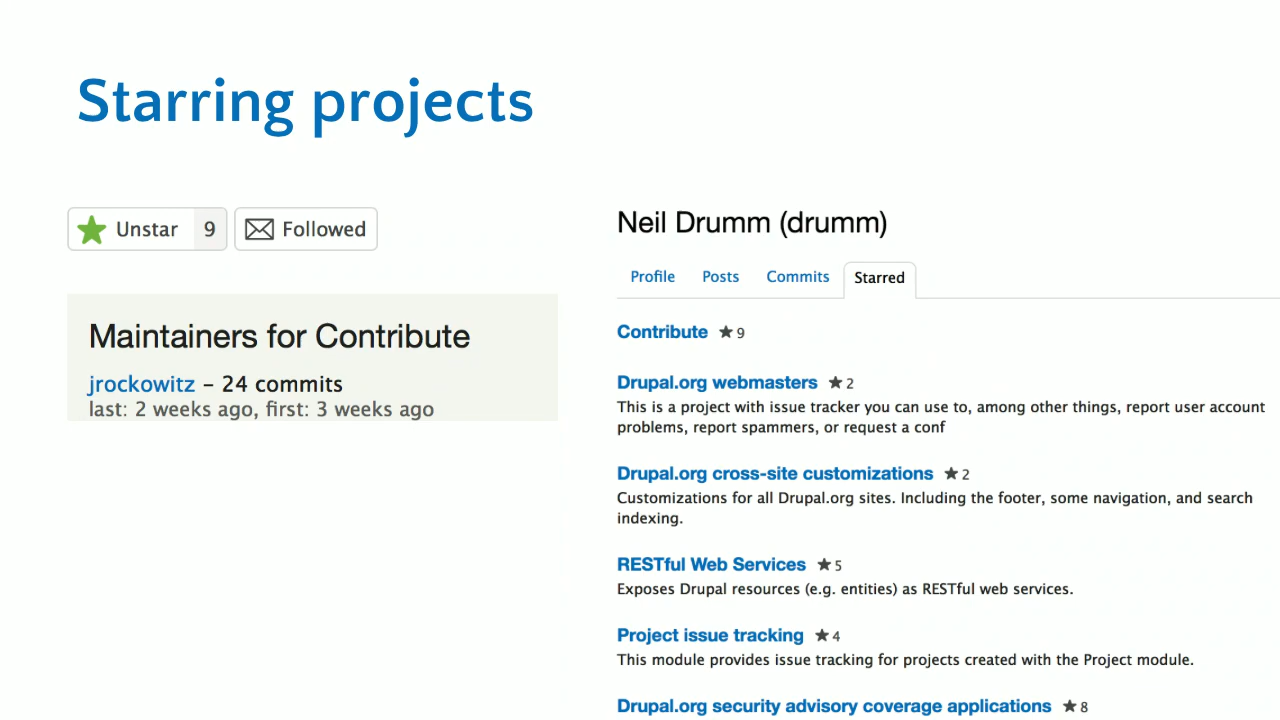 Starring projects
Unstar 9 Followed
Maintainers for Contribute
jrockowitz – 24 commits
last: 2 weeks ago, first: 3 weeks ago
Neil Drumm (drumm)
Profile Posts Commits Starred
Contribute ★ 9
Drupal.org webmasters ★ 2
This is a project with issue tracker you can use to, among other things, report user account
problems, report spammers, or request a conf
Drupal.org cross-site customizations ★ 2
Customizations for all Drupal.org sites. Including the footer, some navigation, and search
indexing.
RESTful Web Services ★ 5
Exposes Drupal resources (e.g. entities) as RESTful web services.
Project issue tracking ★ 4
This module provides issue tracking for projects created with the Project module.
Drupal.org security advisory coverage applications ★ 8